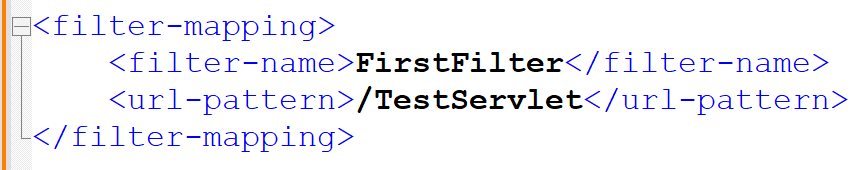 <filter-mapping>
    <filter-name>FirstFilter</filter-name>
    <url-pattern>/TestServlet</url-pattern>
</filter-mapping>